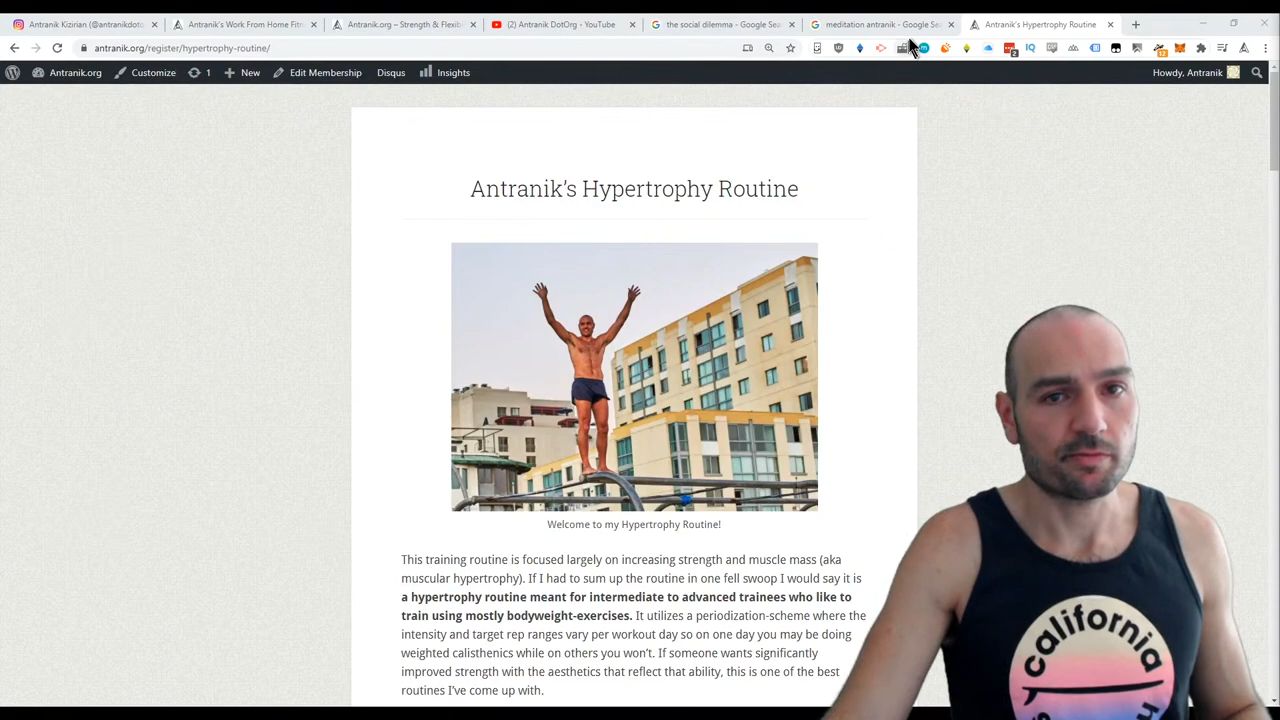 Antranik Kizirian (@antranikdoto
Antranik's Work From Home Fitn
Antranik.org – Strength & Flexibil
(2) Antranik DotOrg - YouTube
the social dilemma - Google Sea
meditation antranik - Google Sea
Antranik's Hypertrophy Routine
antranik.org/register/hypertrophy-routine/
Antranik.org Customize 1 New Edit Membership Disqus Insights Howdy, Antranik
Antranik's Hypertrophy Routine
Welcome to my Hypertrophy Routine!
This training routine is focused largely on increasing strength and muscle mass (aka
muscular hypertrophy). If I had to sum up the routine in one fell swoop I would say it is
a hypertrophy routine meant for intermediate to advanced trainees who like to
train using mostly bodyweight-exercises. It utilizes a periodization-scheme where the
intensity and target rep ranges vary per workout day so on one day you may be doing
weighted calisthenics while on others you won't. If someone wants significantly
improved strength with the aesthetics that reflect that ability, this is one of the best
routines I've come up with.
california